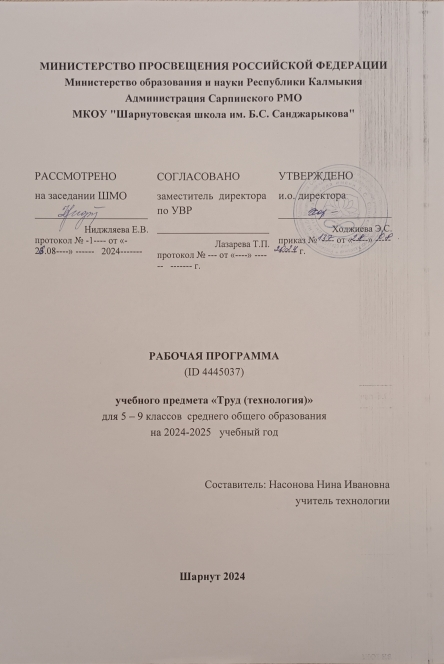 МИНИСТЕРСТВО ПРОСВЕЩЕНИЯ РОССИЙСКОЙ ФЕДЕРАЦИИ
Министерство образования и науки Республики Калмыкия
Администрация Сарпинского РМО
МКОУ "Шарнутовская школа им. Б.С. Санджарыкова"
РАССМОТРЕНО
на заседании ШМО
Ниджляева Е.В.
протокол № -1---- от «-
28.08----» ------ 2024-------
СОГЛАСОВАНО
заместитель директора
по УВР
Лазарева Т.П.
протокол № --- от «----» ----
-- ------- г.
УТВЕРЖДЕНО
и.о. директора
Холжиева Э.С.
приказ № от « »
г.
РАБОЧАЯ ПРОГРАММА
(ID 4445037)
учебного предмета «Труд (технология)»
для 5 – 9 классов среднего общего образования
на 2024-2025 учебный год
Составитель: Насонова Нина Ивановна
учитель технологии
Шарнут 2024